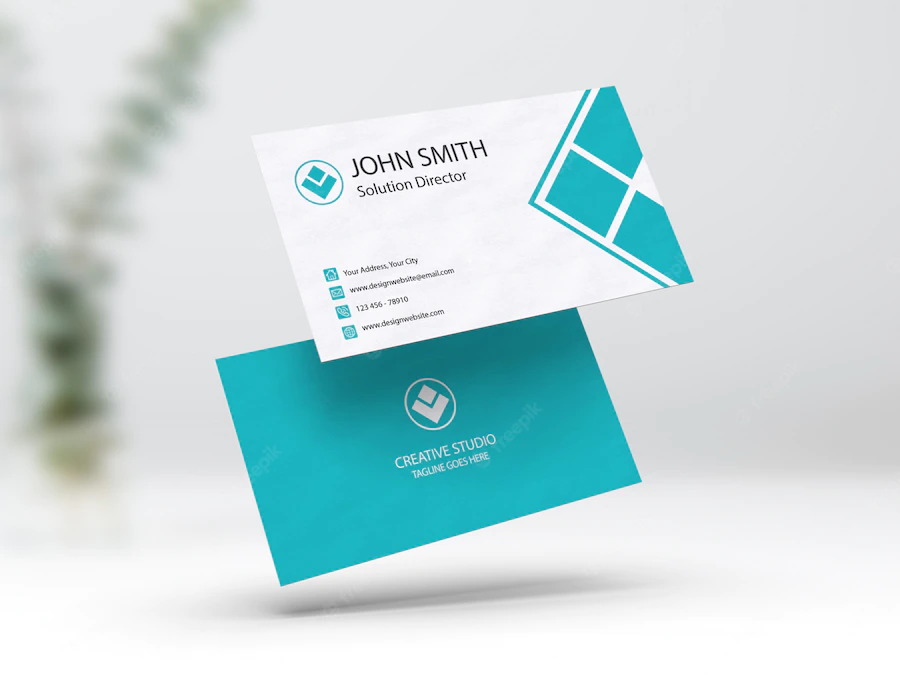 JOHN SMITH
Solution Director
Your Address, Your City
www.designwebsite@email.com
123 456 - 78910
www.designwebsite.com
CREATIVE STUDIO
TAGLINE GOES HERE
freepik